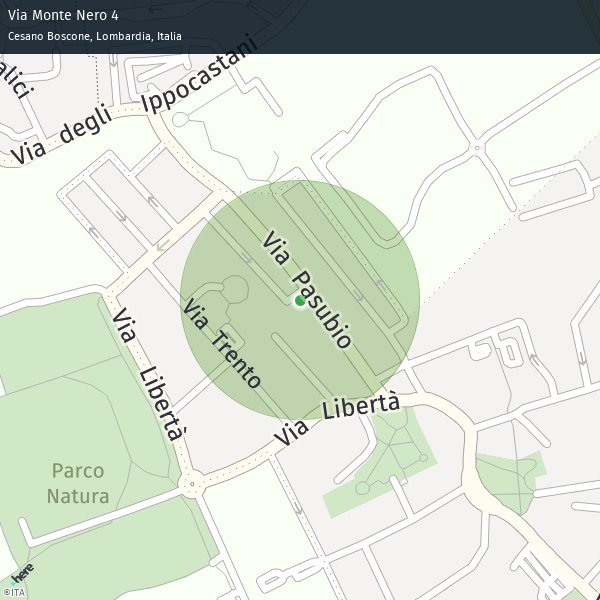 Via Monte Nero 4
Cesano Boscone, Lombardia, Italia
alici
Via degli Ippocastani
Via Pasubio
Via Trento
Via Libertà
Via Libertà
Parco
Natura
here
©ITA